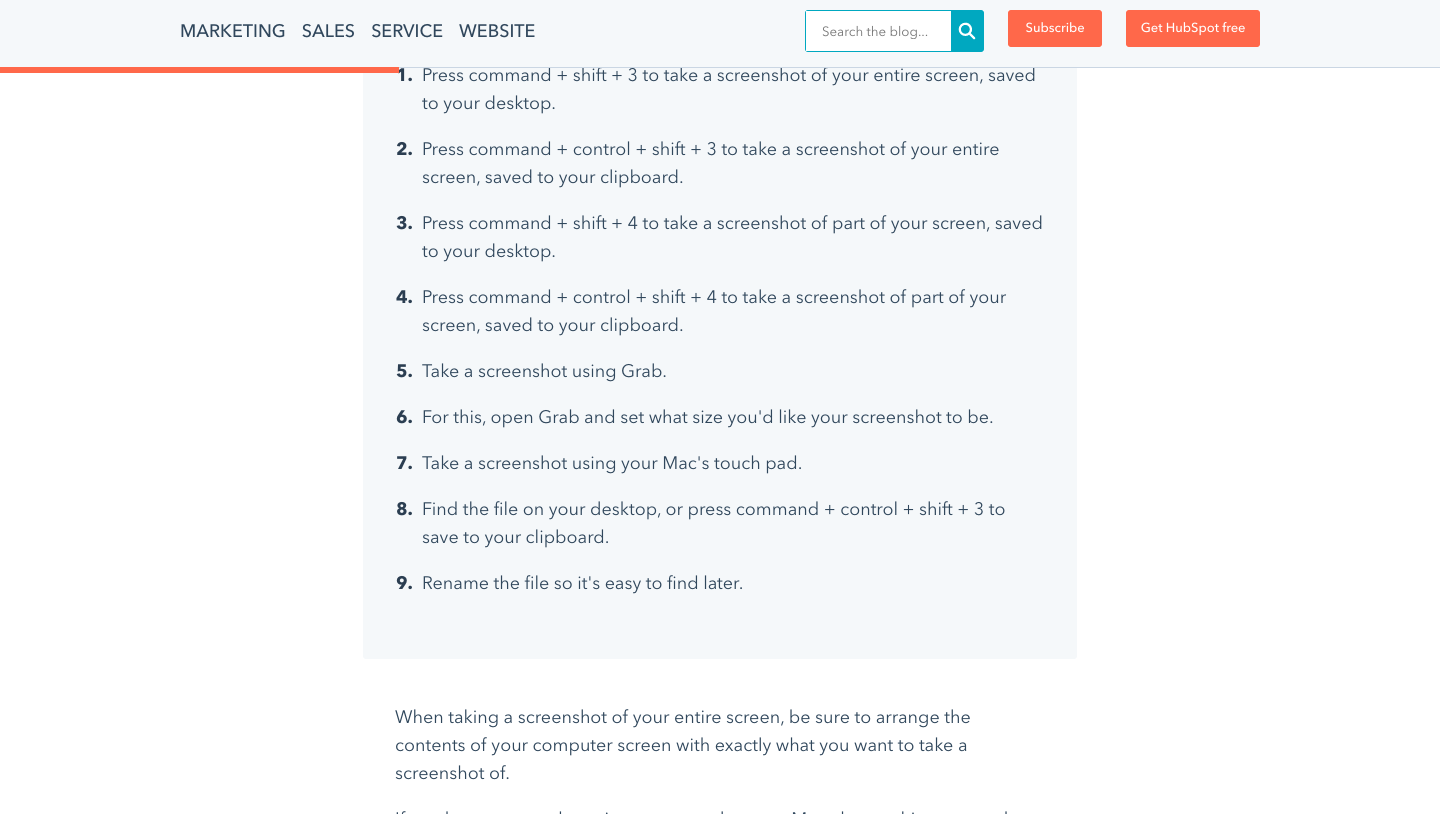 MARKETING SALES SERVICE WEBSITE Search the blog... Subscribe Get HubSpot free
1. Press command + shift + 3 to take a screenshot of your entire screen, saved
to your desktop.
2. Press command + control + shift + 3 to take a screenshot of your entire
screen, saved to your clipboard.
3. Press command + shift + 4 to take a screenshot of part of your screen, saved
to your desktop.
4. Press command + control + shift + 4 to take a screenshot of part of your
screen, saved to your clipboard.
5. Take a screenshot using Grab.
6. For this, open Grab and set what size you'd like your screenshot to be.
7. Take a screenshot using your Mac's touch pad.
8. Find the file on your desktop, or press command + control + shift + 3 to
save to your clipboard.
9. Rename the file so it's easy to find later.
When taking a screenshot of your entire screen, be sure to arrange the
contents of your computer screen with exactly what you want to take a
screenshot of.